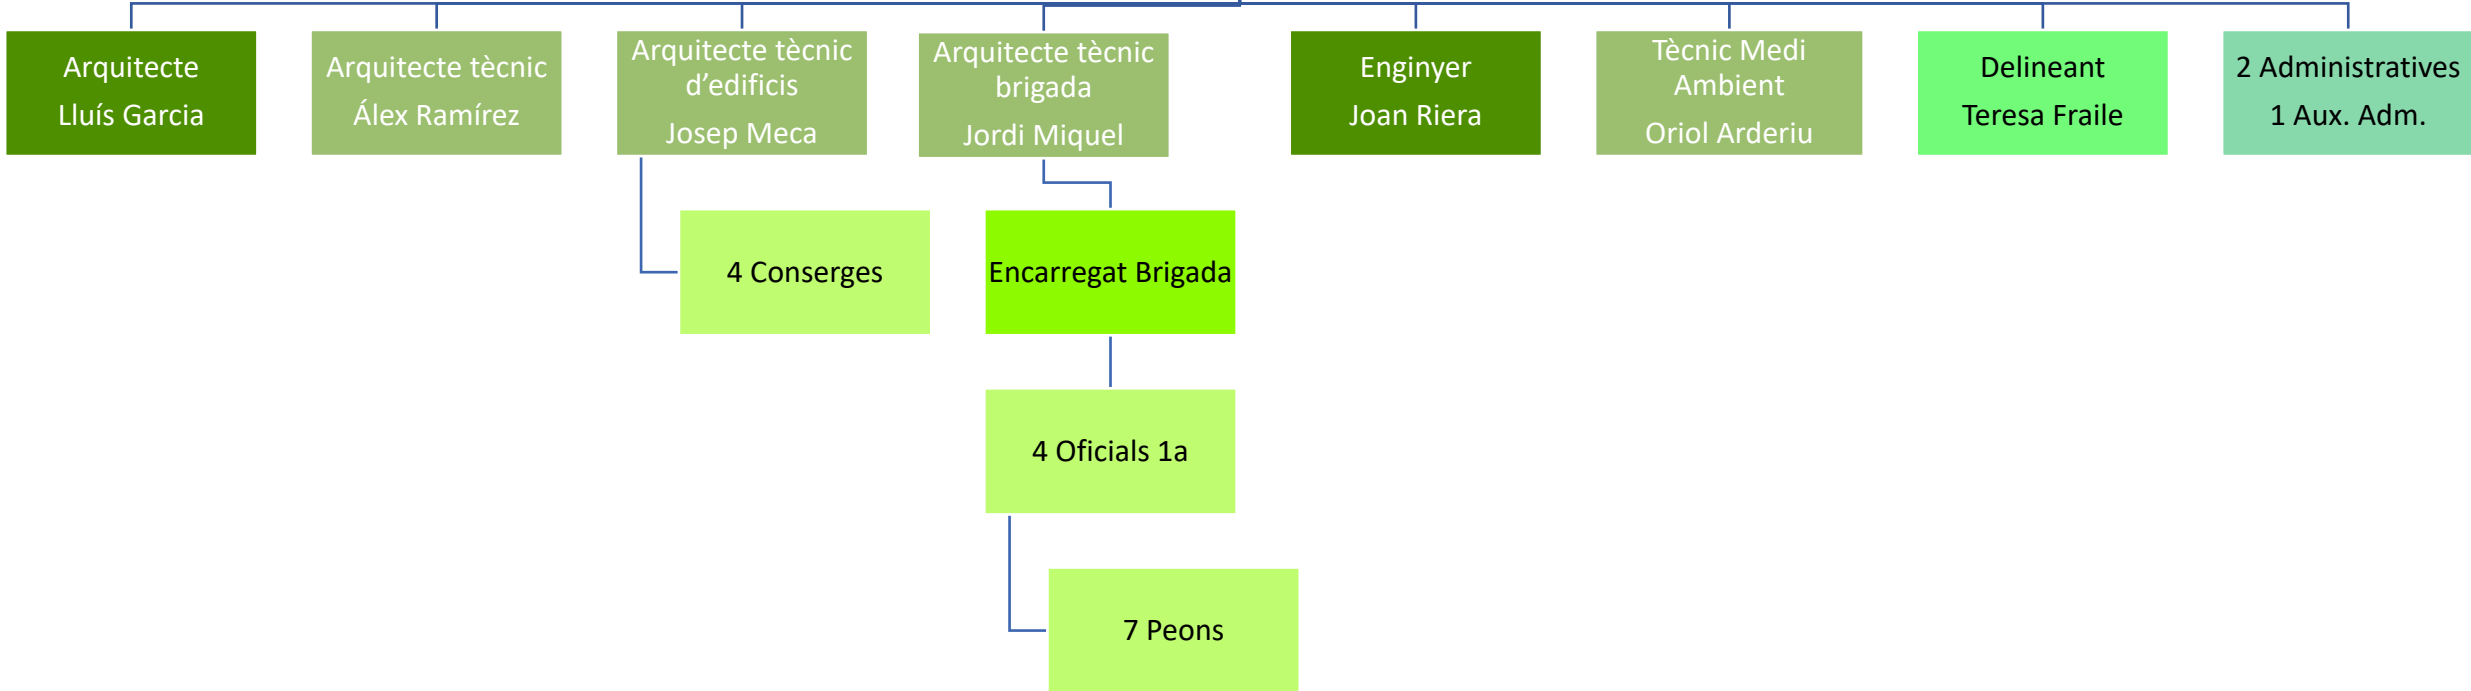 Arquitecte
Lluís Garcia
Arquitecte tècnic
Álex Ramírez
Arquitecte tècnic
d’edificis
Josep Meca
Arquitecte tècnic
brigada
Jordi Miquel
Enginyer
Joan Riera
Tècnic Medi
Ambient
Oriol Arderiu
Delineant
Teresa Fraile
2 Administratives
1 Aux. Adm.
4 Conserges
Encarregat Brigada
4 Oficials 1a
7 Peons